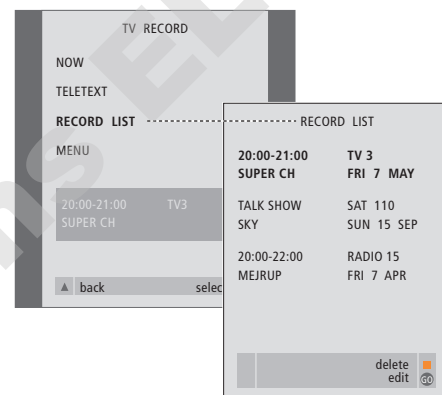 TV RECORD
NOW
TELETEXT
RECORD LIST
MENU
20:00-21:00 TV3
SUPER CH
back
RECORD LIST
20:00-21:00 TV 3
SUPER CH FRI 7 MAY
TALK SHOW SAT 110
SKY SUN 15 SEP
20:00-22:00 RADIO 15
MEJRUP FRI 7 APR
delete
edit GO